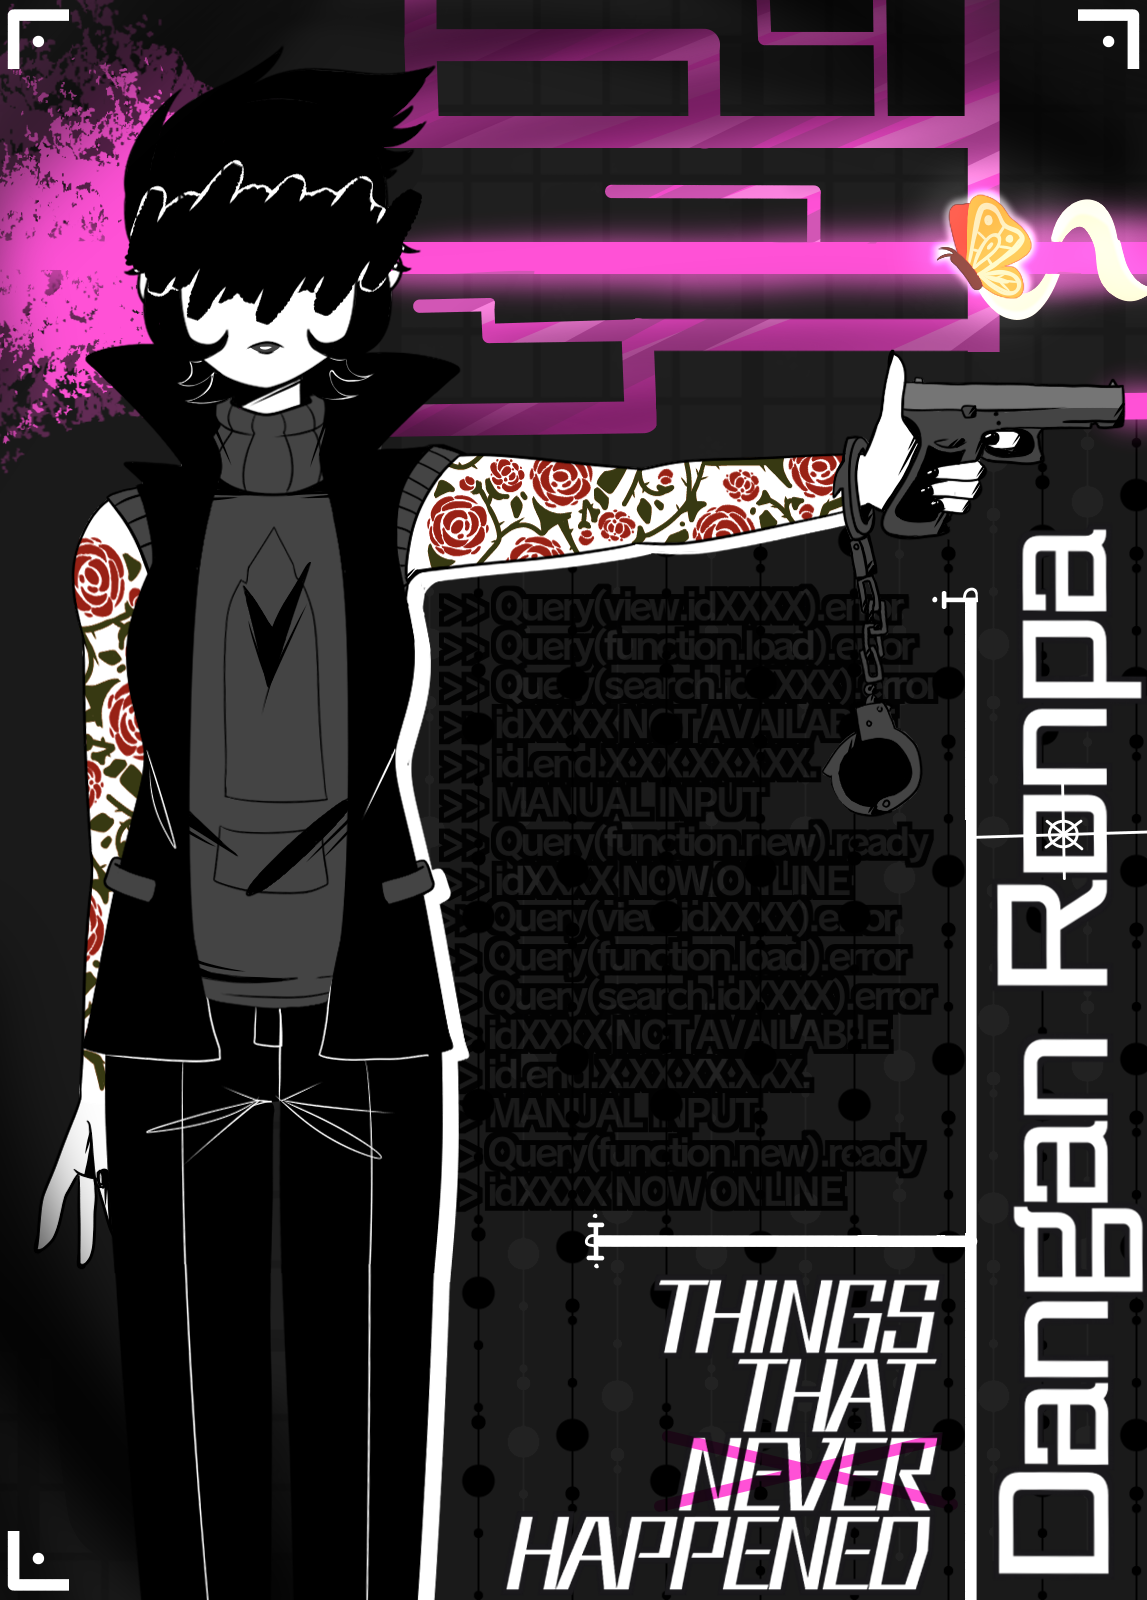 >> Query(view.idXXXX).error
>> Query(function.load).error
>> Query(search.idXXXX).error
>> idXXXX NOT AVAILABLE
>> id.end.X.XX.XX.XXX.
>> MANUAL INPUT
>> Query(function.new).ready
>> idXXXX NOW ONLINE
>> Query(view.idXXXX).error
>> Query(function.load).error
>> Query(search.idXXXX).error
>> idXXXX NOT AVAILABLE
>> id.end.X.XX.XX.XXX.
>> MANUAL INPUT
>> Query(function.new).ready
>> idXXXX NOW ONLINE
Dangan Ronpa
THINGS
THAT
NEVER
HAPPENED